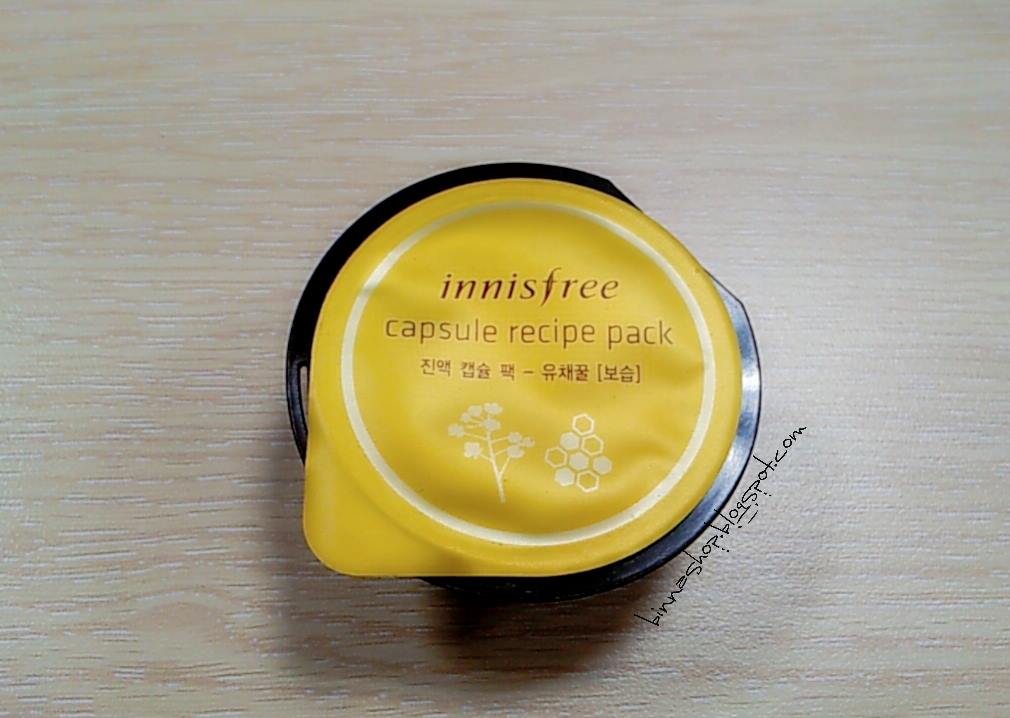 innisfree
capsule recipe pack
진액 캡슐 팩 - 유채꿀 [보습]
binnashop.blogspot.com